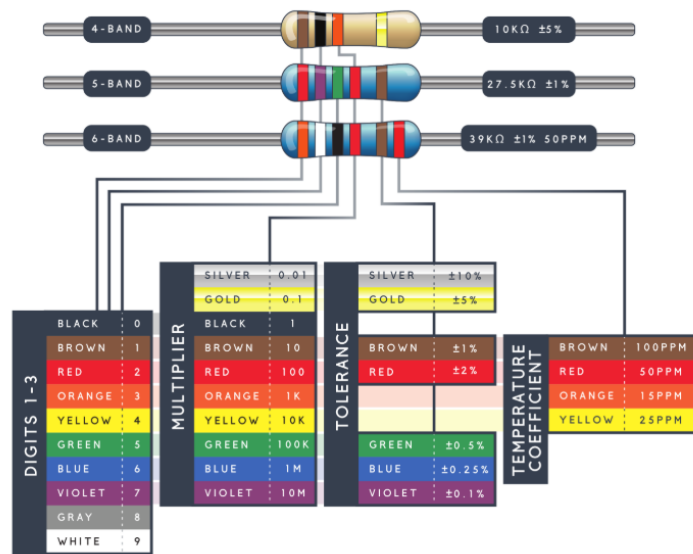 4-BAND 10KΩ ±5%
5-BAND 27.5KΩ ±1%
6-BAND 39KΩ ±1% 50PPM
DIGITS 1-3
BLACK 0
BROWN 1
RED 2
ORANGE 3
YELLOW 4
GREEN 5
BLUE 6
VIOLET 7
GRAY 8
WHITE 9
MULTIPLIER
SILVER 0.01
GOLD 0.1
BLACK 1
BROWN 10
RED 100
ORANGE 1K
YELLOW 10K
GREEN 100K
BLUE 1M
VIOLET 10M
TOLERANCE
SILVER ±10%
GOLD ±5%
BROWN ±1%
RED ±2%
GREEN ±0.5%
BLUE ±0.25%
VIOLET ±0.1%
TEMPERATURE
COEFFICIENT
BROWN 100PPM
RED 50PPM
ORANGE 15PPM
YELLOW 25PPM